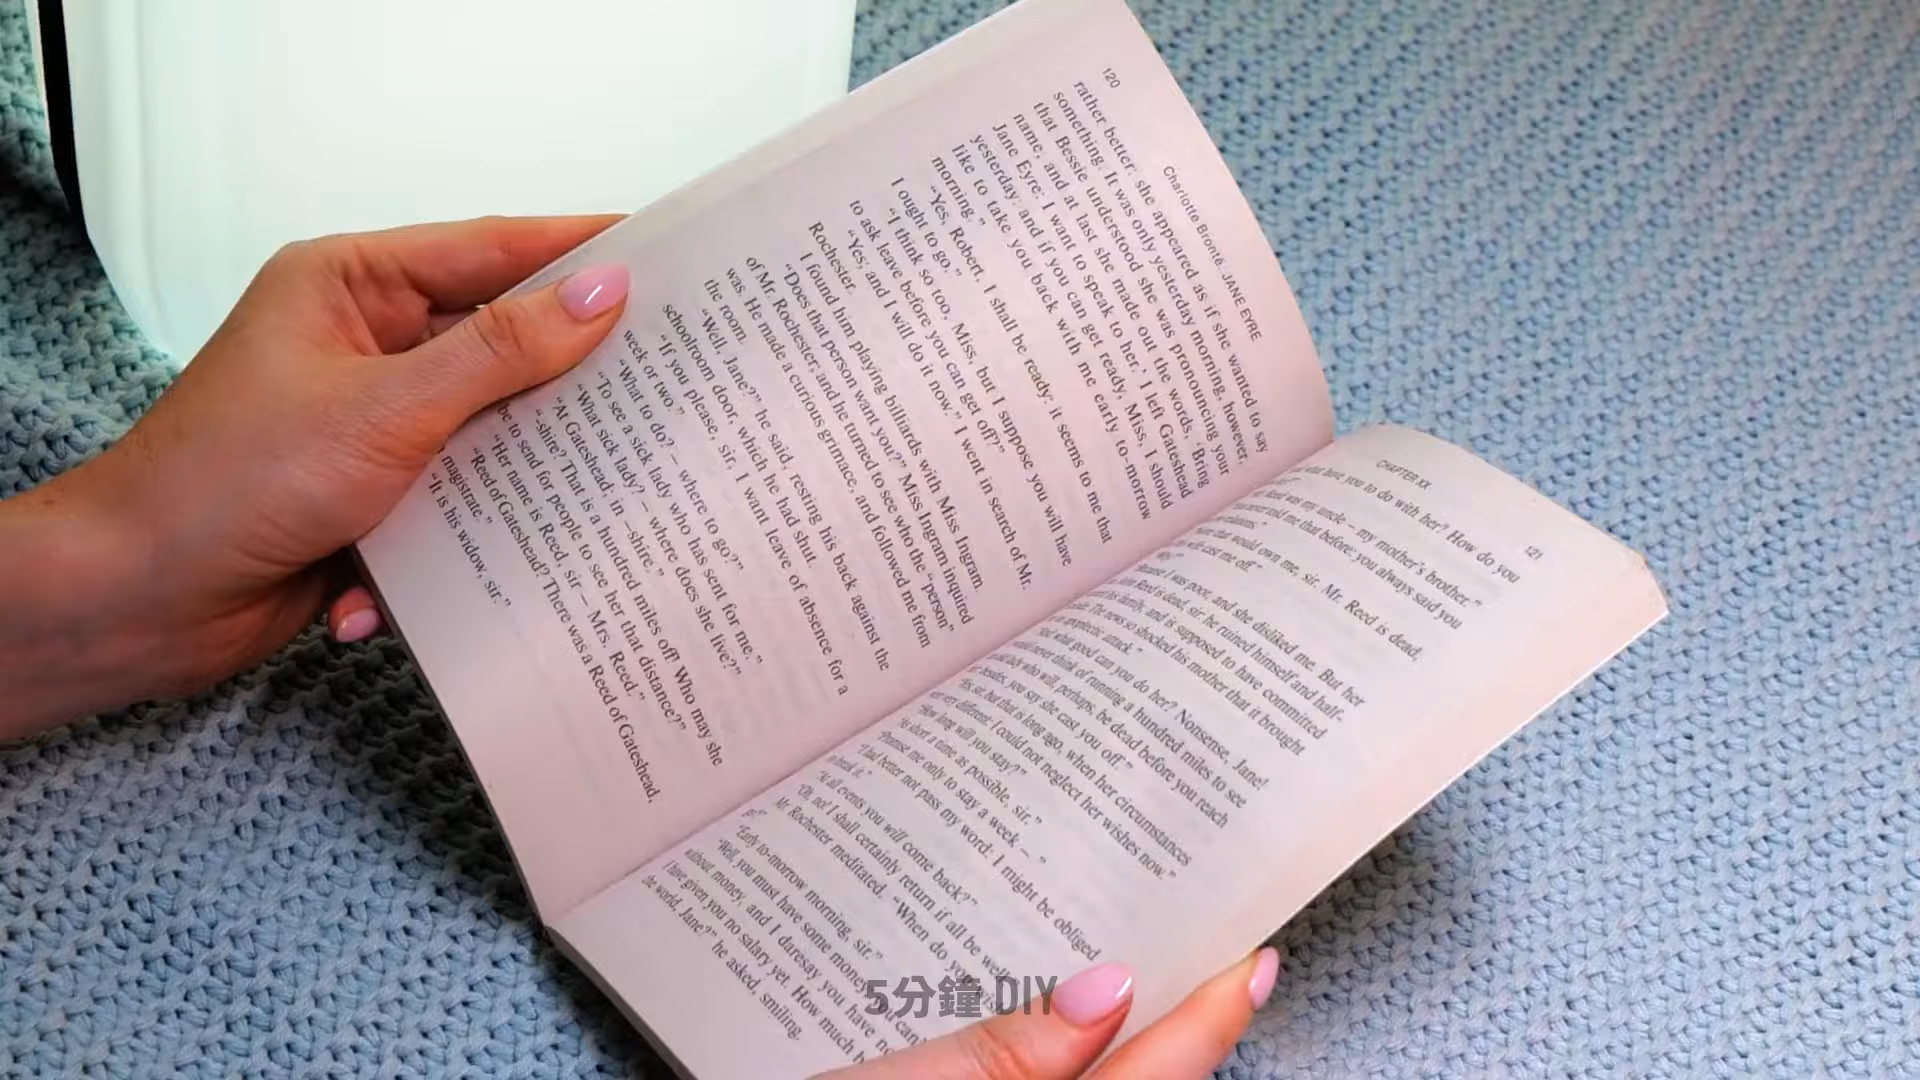 120
Charlotte Brontë. JANE EYRE
rather better: she appeared as if she wanted to say
something. It was only yesterday morning, however,
that Bessie understood she was pronouncing your
name, and at last she made out the words, ‘Bring
Jane Eyre: I want to speak to her.’ I left Gateshead
yesterday: and if you can get ready, Miss, I should
like to take you back with me early to-morrow
morning.”
“Yes, Robert, I shall be ready: it seems to me that
I ought to go.”
“I think so too, Miss, but I suppose you will have
to ask leave before you can get off?”
“Yes; and I will do it now.” I went in search of Mr.
Rochester.
I found him playing billiards with Miss Ingram
“Does that person want you?” Miss Ingram inquired
of Mr. Rochester; and he turned to see who the “person”
was. He made a curious grimace, and followed me from
the room.
“Well, Jane?” he said, resting his back against the
schoolroom door, which he had shut.
“If you please, sir, I want leave of absence for a
week or two.”
“What to do? – where to go?”
“To see a sick lady who has sent for me.”
“What sick lady? – where does she live?”
“At Gateshead; in –shire.”
“-shire? That is a hundred miles off! Who may she
be to send for people to see her that distance?”
“Her name is Reed, sir – Mrs. Reed.”
“Reed of Gateshead? There was a Reed of Gateshead,
magistrate.”
“It is his widow, sir.”
CHAPTER XX
121
what have you to do with her? How do you
Reed was my uncle – my mother’s brother.”
never told me that before: you always said you
that would own me, sir. Mr. Reed is dead,
wife cast me off.”
I was poor, and she disliked me. But her
Reed is dead, sir: he ruined himself and half-
his family, and is supposed to have committed
The news so shocked his mother that it brought
apoplectic attack.”
what good can you do her? Nonsense, Jane!
never think of running a hundred miles to see
old lady who will, perhaps, be dead before you reach
besides, you say she cast you off.”
sir, but that is long ago, when her circumstances
very different: I could not neglect her wishes now.”
“How long will you stay?”
“As short a time as possible, sir.”
“Promise me only to stay a week – ”
“I had better not pass my word: I might be obliged
to break it.”
“At all events you will come back?”
“Oh, no! I shall certainly return if all be well.
Mr. Rochester meditated. “When do you
go?”
“Early to-morrow morning, sir.”
“Well, you must have some money
without money, and I daresay you have no
I have given you no salary yet. How much
the world, Jane?” he asked, smiling.
5分鐘 DIY